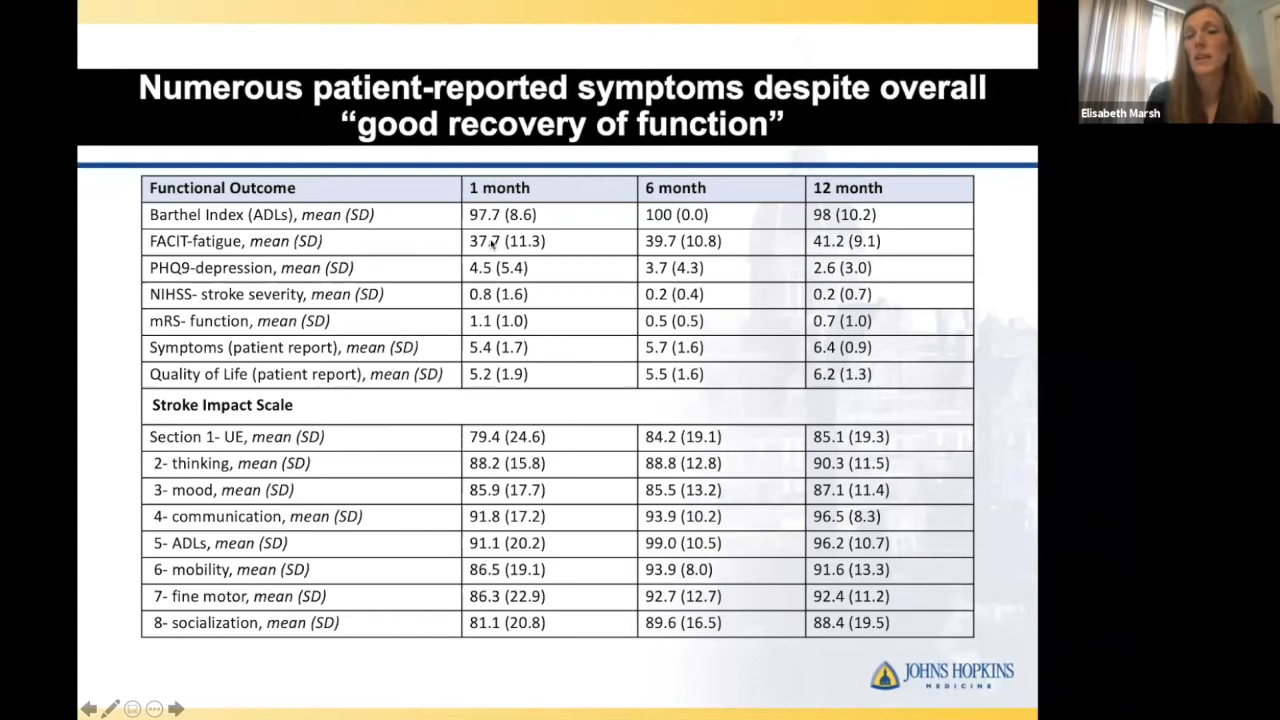 Numerous patient-reported symptoms despite overall
“good recovery of function”
Elisabeth Marsh
Functional Outcome 1 month 6 month 12 month
Barthel Index (ADLs), mean (SD) 97.7 (8.6) 100 (0.0) 98 (10.2)
FACIT-fatigue, mean (SD) 37.7 (11.3) 39.7 (10.8) 41.2 (9.1)
PHQ9-depression, mean (SD) 4.5 (5.4) 3.7 (4.3) 2.6 (3.0)
NIHSS- stroke severity, mean (SD) 0.8 (1.6) 0.2 (0.4) 0.2 (0.7)
mRS- function, mean (SD) 1.1 (1.0) 0.5 (0.5) 0.7 (1.0)
Symptoms (patient report), mean (SD) 5.4 (1.7) 5.7 (1.6) 6.4 (0.9)
Quality of Life (patient report), mean (SD) 5.2 (1.9) 5.5 (1.6) 6.2 (1.3)
Stroke Impact Scale
Section 1- UE, mean (SD) 79.4 (24.6) 84.2 (19.1) 85.1 (19.3)
2- thinking, mean (SD) 88.2 (15.8) 88.8 (12.8) 90.3 (11.5)
3- mood, mean (SD) 85.9 (17.7) 85.5 (13.2) 87.1 (11.4)
4- communication, mean (SD) 91.8 (17.2) 93.9 (10.2) 96.5 (8.3)
5- ADLs, mean (SD) 91.1 (20.2) 99.0 (10.5) 96.2 (10.7)
6- mobility, mean (SD) 86.5 (19.1) 93.9 (8.0) 91.6 (13.3)
7- fine motor, mean (SD) 86.3 (22.9) 92.7 (12.7) 92.4 (11.2)
8- socialization, mean (SD) 81.1 (20.8) 89.6 (16.5) 88.4 (19.5)
JOHNS HOPKINS
MEDICINE